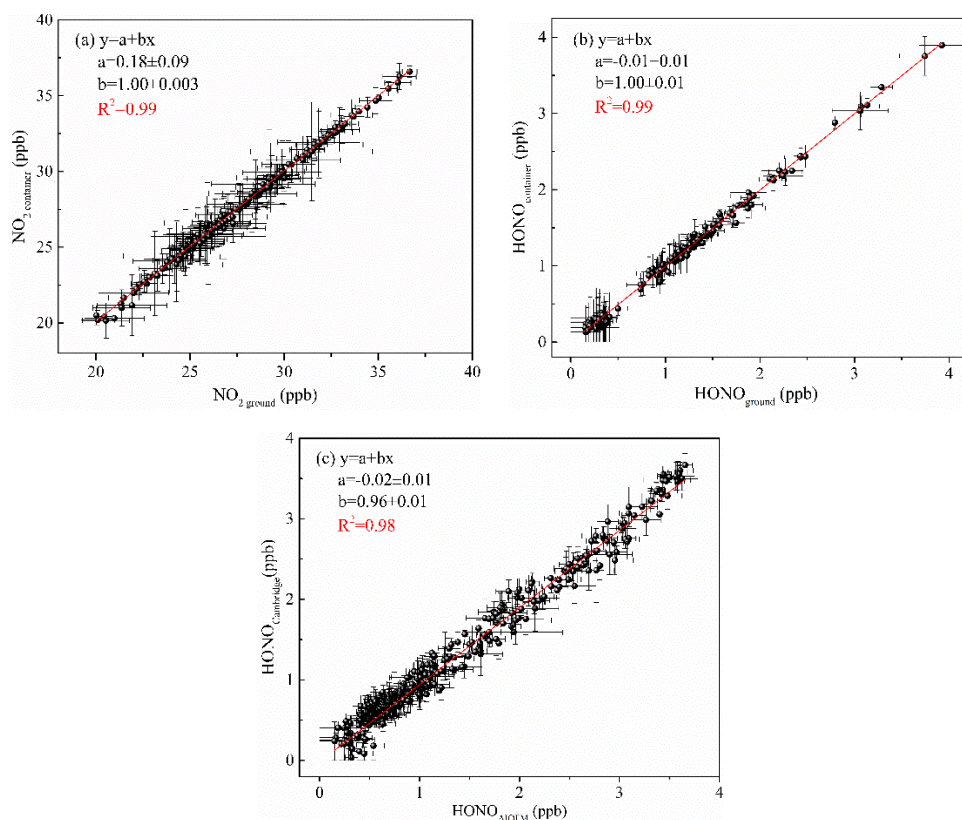 (a) y=a+bx
a=0.18±0.09
b=1.00±0.003
R²=0.99
40
35
30
25
20
NO₂ container (ppb)
20 25 30 35 40
NO₂ ground (ppb)
(b) y=a+bx
a=-0.01±0.01
b=1.00±0.01
R²=0.99
4
3
2
1
0
HONO container (ppb)
0 1 2 3 4
HONO ground (ppb)
(c) y=a+bx
a=-0.02±0.01
b=0.96±0.01
R²=0.98
4
3
2
1
0
HONO Cambridge (ppb)
0 1 2 3 4
HONO AIOFM (ppb)